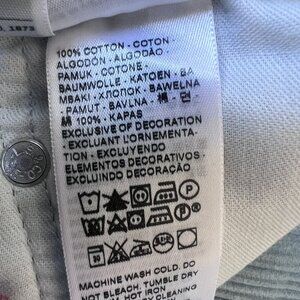 1873
100% COTTON - COTON -
ALGODÓN - ALGODÃO -
PAMUK - COTONE -
BAUMWOLLE - KATOEN - BA
MBAKI - ХЛОПОК - BAWEŁNA
- PAMUT - BAVLNA - 棉 - 면
100% - KAPAS
EXCLUSIVE OF DECORATION
- EXCLUANT L'ORNEMENTA-
TION - EXCLUYENDO
ELEMENTOS DECORATIVOS -
EXCLUINDO DECORAÇÃO
MACHINE WASH COLD. DO
NOT BLEACH. TUMBLE DRY
HOT IRON
CLEANING